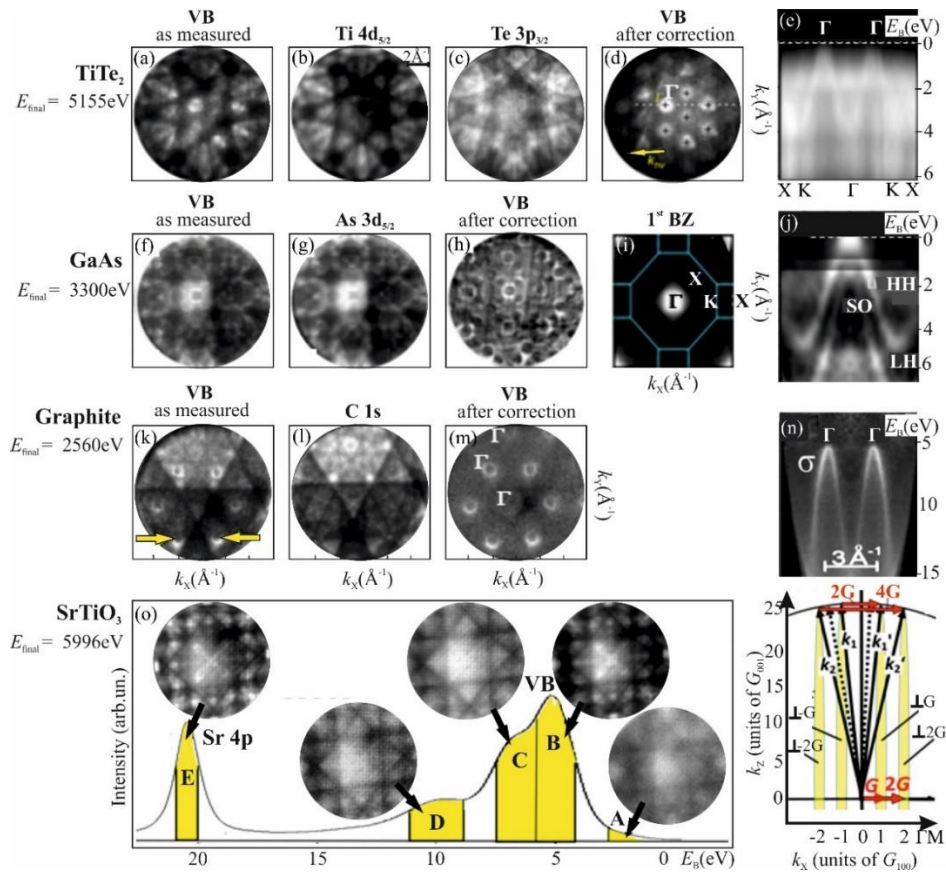 VB
as measured
Ti 4d5/2
Te 3p3/2
VB
after correction
TiTe2
Efinal = 5155eV
(a)
(b)
2Å-1
(c)
(d)
Γ
(e)
Γ
Γ
EB(eV)
0
2
4
6
kY(Å-1)
X K Γ K X
VB
as measured
As 3d5/2
VB
after correction
1st BZ
GaAs
Efinal = 3300eV
(f)
(g)
(h)
(i)
Γ
X
K
X
kX(Å-1)
kY(Å-1)
(j)
EB(eV)
0
HH
2
SO
4
LH
6
VB
as measured
C 1s
VB
after correction
Graphite
Efinal = 2560eV
(k)
(l)
(m)
Γ
Γ
Γ
kX(Å-1)
kX(Å-1)
kX(Å-1)
kY(Å-1)
(n)
Γ
Γ
EB(eV)
5
σ
10
3 Å-1
15
SrTiO3
Efinal = 5996eV
(o)
Intensity (arb.un.)
Sr 4p
VB
E
D
C
B
A
20
15
10
5
0
EB(eV)
2G
4G
25
20
15
10
5
0
kZ (units of G001)
k2
k1
k1'
k2'
⊥-G
⊥-2G
⊥G
⊥2G
G 2G
-2 -1 0 1 2 ΓM
kX (units of G100)